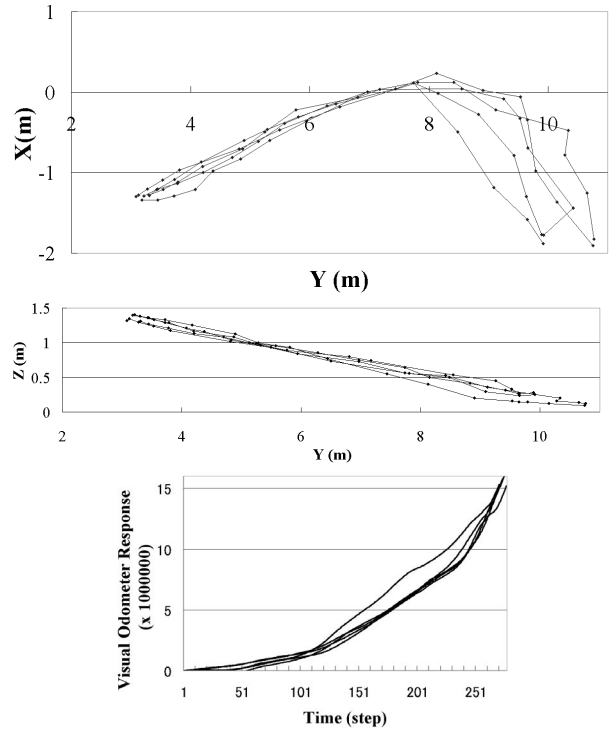 1
X(m)
0
2 4 6 8 10
-1
-2
Y (m)
1.5
Z (m)
1
0.5
0
2 4 6 8 10
Y (m)
Visual Odometer Response
(x 1000000)
15
10
5
0
1 51 101 151 201 251
Time (step)